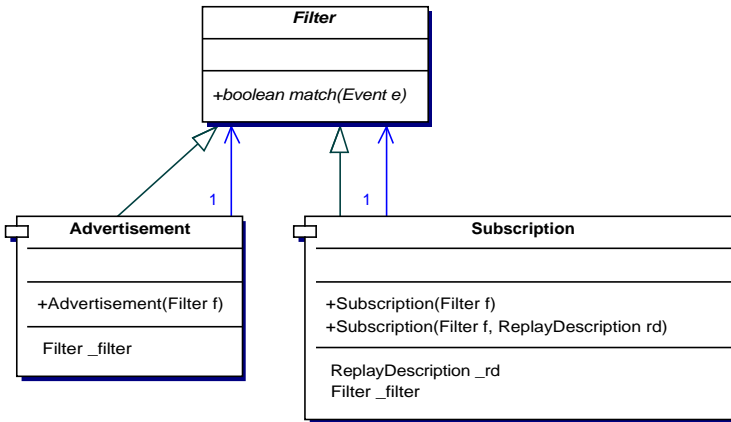 Filter
+boolean match(Event e)
1
1
Advertisement
+Advertisement(Filter f)
Filter _filter
Subscription
+Subscription(Filter f)
+Subscription(Filter f, ReplayDescription rd)
ReplayDescription _rd
Filter _filter